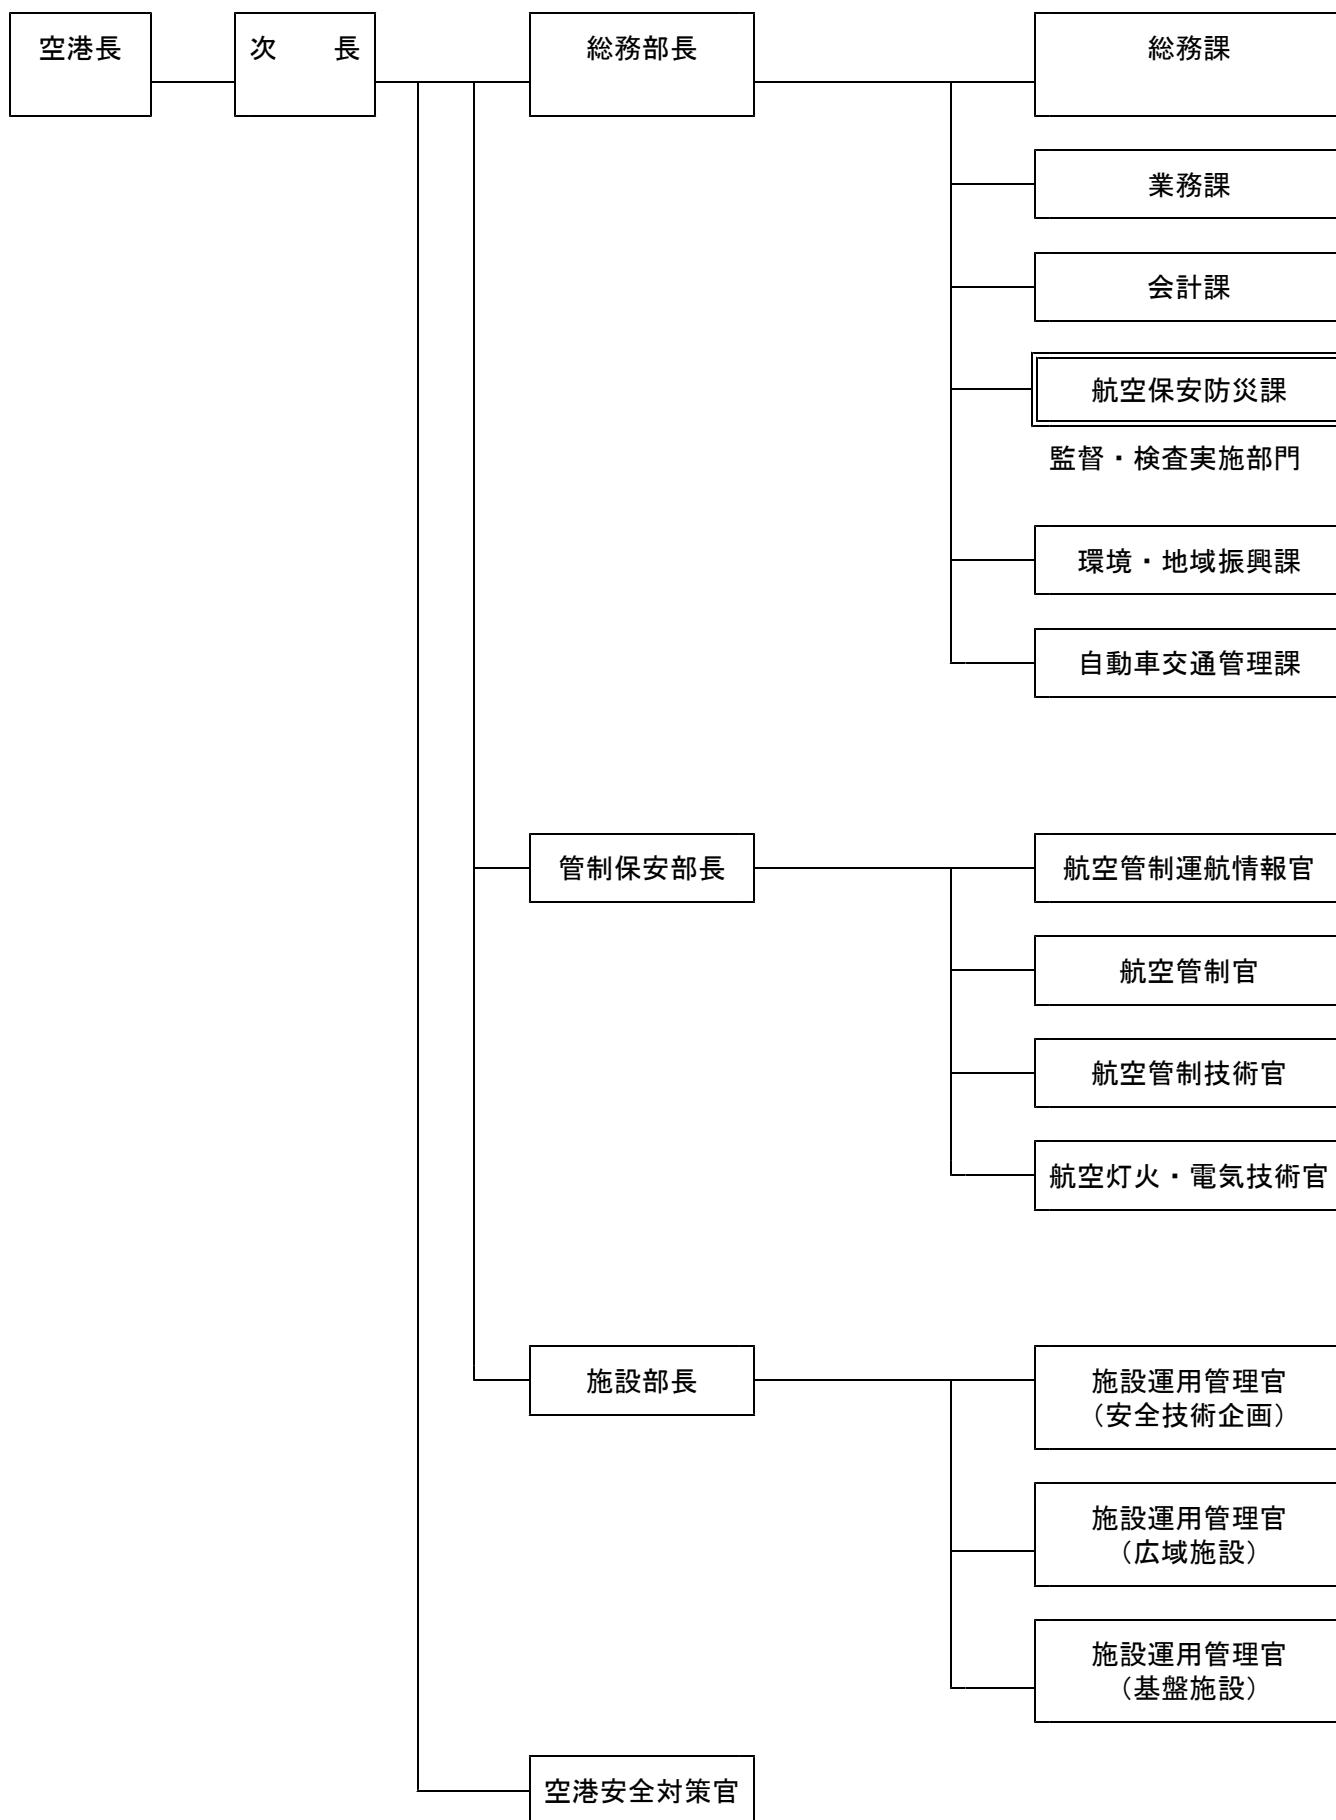 空港長
次　　長
総務部長
総務課
業務課
会計課
航空保安防災課
監督・検査実施部門
環境・地域振興課
自動車交通管理課
管制保安部長
航空管制運航情報官
航空管制官
航空管制技術官
航空灯火・電気技術官
施設部長
施設運用管理官
（安全技術企画）
施設運用管理官
（広域施設）
施設運用管理官
（基盤施設）
空港安全対策官